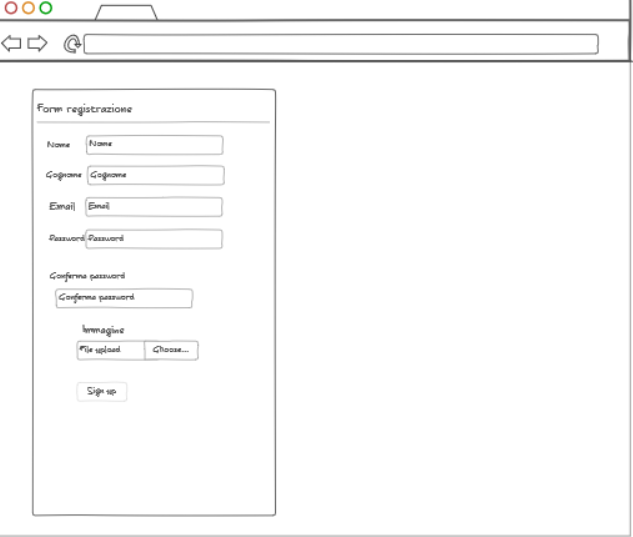 Form registrazione
Nome Nome
Cognome Cognome
Email Email
Password Password
Conferma password
Conferma password
Immagine
File upload Choose...
Sign up